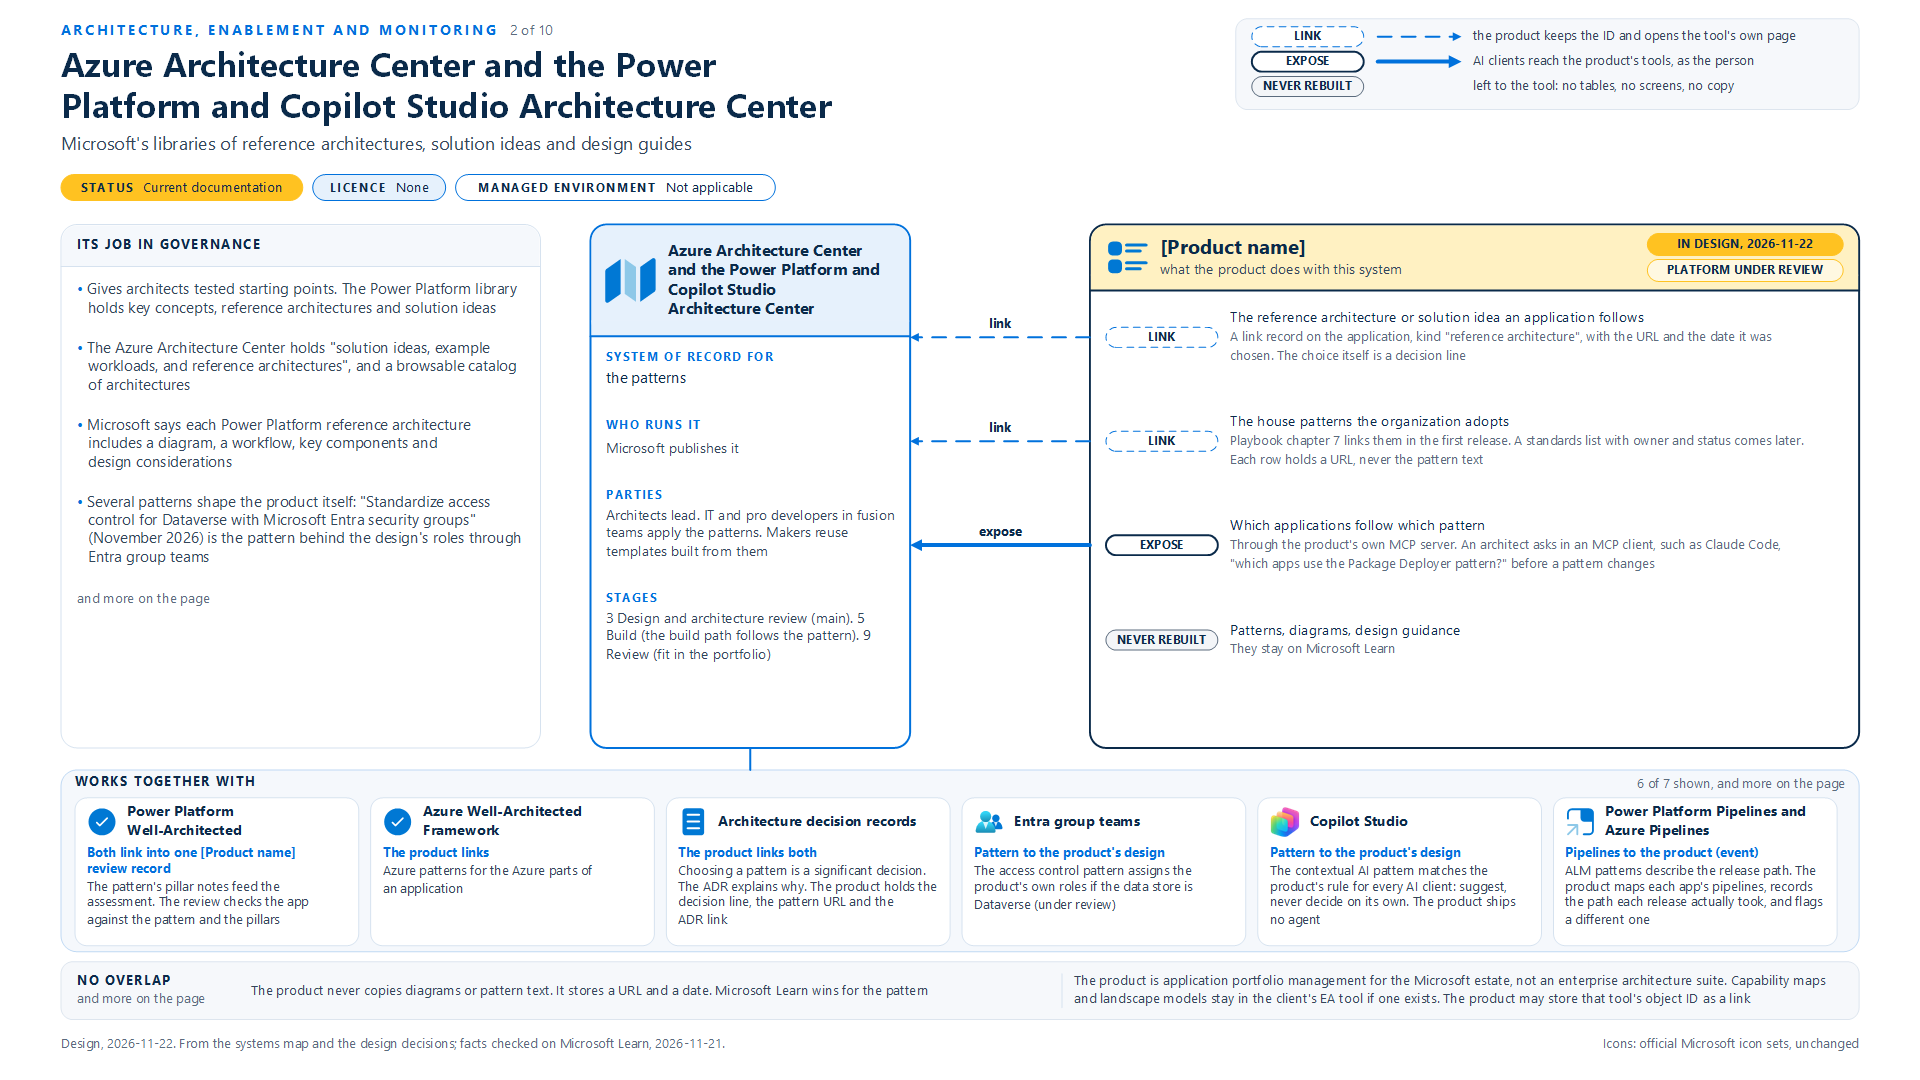 ARCHITECTURE, ENABLEMENT AND MONITORING 2 of 10
Azure Architecture Center and the Power
Platform and Copilot Studio Architecture Center
Microsoft's libraries of reference architectures, solution ideas and design guides
STATUS Current documentation
LICENCE None
MANAGED ENVIRONMENT Not applicable
LINK the product keeps the ID and opens the tool's own page
EXPOSE AI clients reach the product's tools, as the person
NEVER REBUILT left to the tool: no tables, no screens, no copy
ITS JOB IN GOVERNANCE
• Gives architects tested starting points. The Power Platform library
holds key concepts, reference architectures and solution ideas
• The Azure Architecture Center holds "solution ideas, example
workloads, and reference architectures", and a browsable catalog
of architectures
• Microsoft says each Power Platform reference architecture
includes a diagram, a workflow, key components and
design considerations
• Several patterns shape the product itself: "Standardize access
control for Dataverse with Microsoft Entra security groups"
(November 2026) is the pattern behind the design's roles through
Entra group teams
and more on the page
Azure Architecture Center
and the Power Platform and
Copilot Studio
Architecture Center
SYSTEM OF RECORD FOR
the patterns
WHO RUNS IT
Microsoft publishes it
PARTIES
Architects lead. IT and pro developers in fusion
teams apply the patterns. Makers reuse
templates built from them
STAGES
3 Design and architecture review (main). 5
Build (the build path follows the pattern). 9
Review (fit in the portfolio)
link
link
expose
[Product name]
what the product does with this system
IN DESIGN, 2026-11-22
PLATFORM UNDER REVIEW
LINK
The reference architecture or solution idea an application follows
A link record on the application, kind "reference architecture", with the URL and the date it was
chosen. The choice itself is a decision line
LINK
The house patterns the organization adopts
Playbook chapter 7 links them in the first release. A standards list with owner and status comes later.
Each row holds a URL, never the pattern text
EXPOSE
Which applications follow which pattern
Through the product's own MCP server. An architect asks in an MCP client, such as Claude Code,
"which apps use the Package Deployer pattern?" before a pattern changes
NEVER REBUILT
Patterns, diagrams, design guidance
They stay on Microsoft Learn
WORKS TOGETHER WITH
6 of 7 shown, and more on the page
Power Platform
Well-Architected
Both link into one [Product name]
review record
The pattern's pillar notes feed the
assessment. The review checks the app
against the pattern and the pillars
Azure Well-Architected
Framework
The product links
Azure patterns for the Azure parts of
an application
Architecture decision records
The product links both
Choosing a pattern is a significant decision.
The ADR explains why. The product holds the
decision line, the pattern URL and the
ADR link
Entra group teams
Pattern to the product's design
The access control pattern assigns the
product's own roles if the data store is
Dataverse (under review)
Copilot Studio
Pattern to the product's design
The contextual AI pattern matches the
product's rule for every AI client: suggest,
never decide on its own. The product ships
no agent
Power Platform Pipelines and
Azure Pipelines
Pipelines to the product (event)
ALM patterns describe the release path. The
product maps each app's pipelines, records
the path each release actually took, and flags
a different one
NO OVERLAP
and more on the page
The product never copies diagrams or pattern text. It stores a URL and a date. Microsoft Learn wins for the pattern
The product is application portfolio management for the Microsoft estate, not an enterprise architecture suite. Capability maps
and landscape models stay in the client's EA tool if one exists. The product may store that tool's object ID as a link
Design, 2026-11-22. From the systems map and the design decisions; facts checked on Microsoft Learn, 2026-11-21.
Icons: official Microsoft icon sets, unchanged